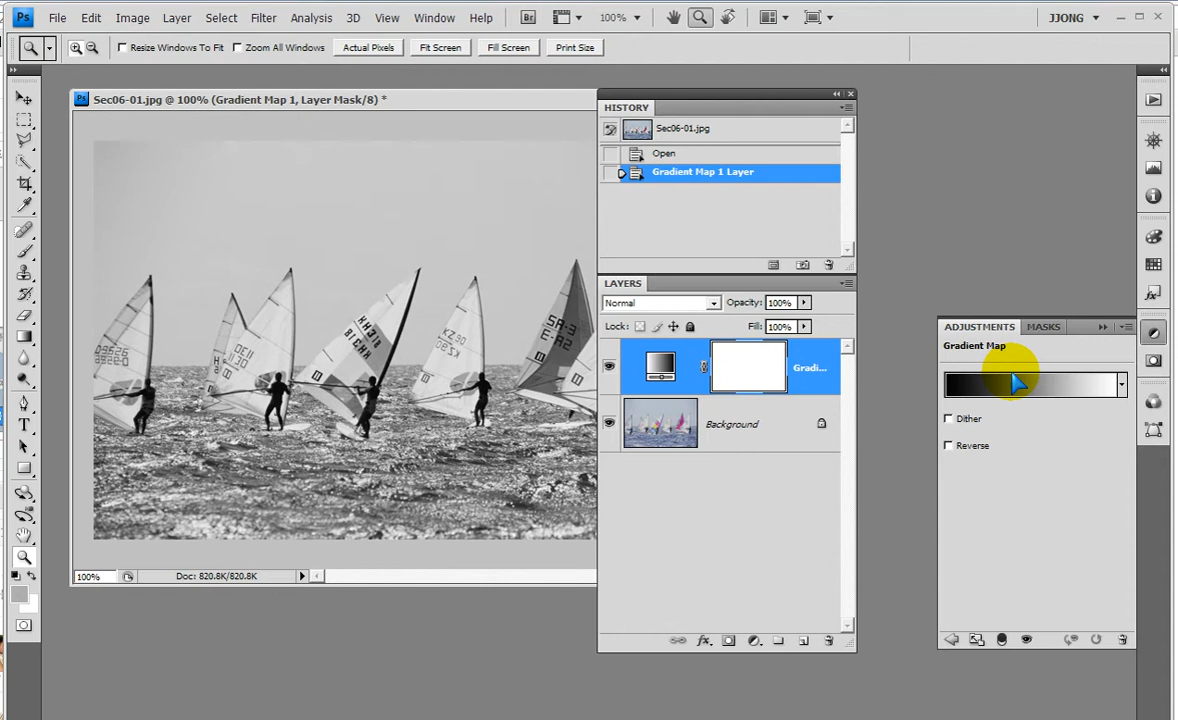 Ps File Edit Image Layer Select Filter Analysis 3D View Window Help Br 100% JJONG
Resize Windows To Fit Zoom All Windows Actual Pixels Fit Screen Fill Screen Print Size
Ps Sec06-01.jpg @ 100% (Gradient Map 1, Layer Mask/8) *
HISTORY
Sec06-01.jpg
Open
Gradient Map 1 Layer
LAYERS
Normal Opacity: 100%
Lock: Fill: 100%
Gradi...
Background
ADJUSTMENTS MASKS
Gradient Map
Dither
Reverse
100% Doc: 820.8K/820.8K